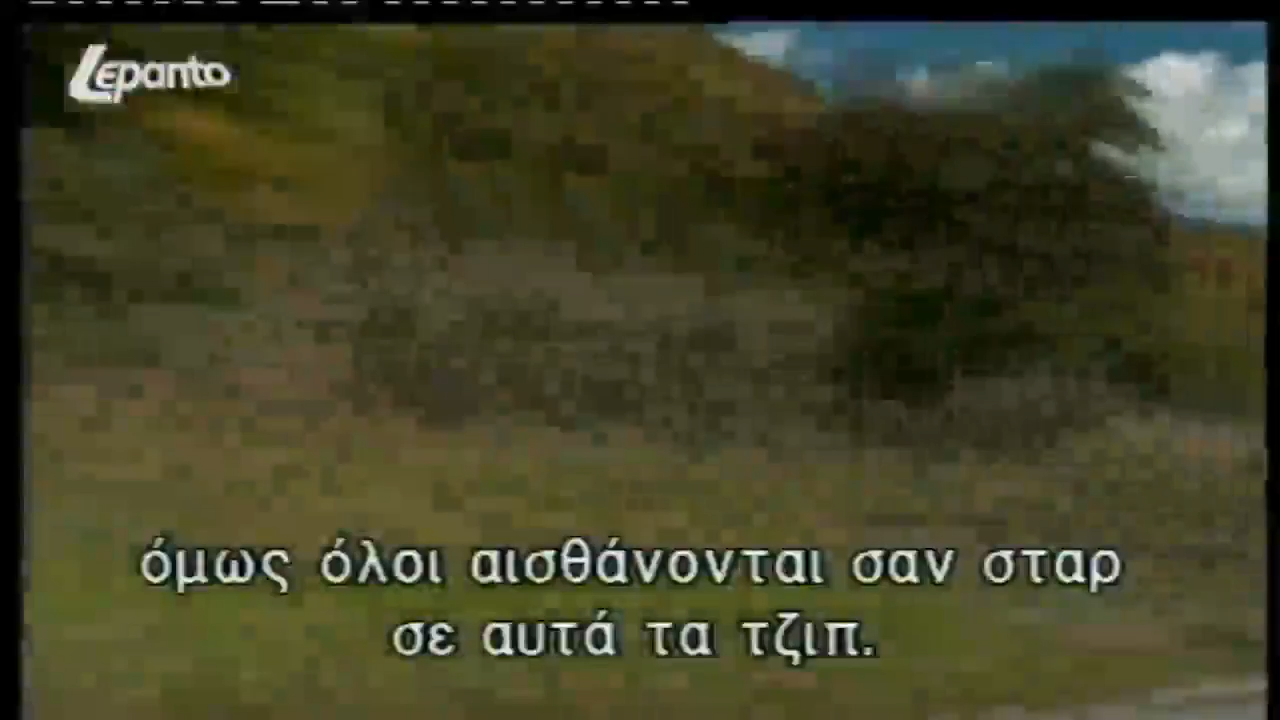 Lepanto
όμως όλοι αισθάνονται σαν σταρ
σε αυτά τα τζιπ.